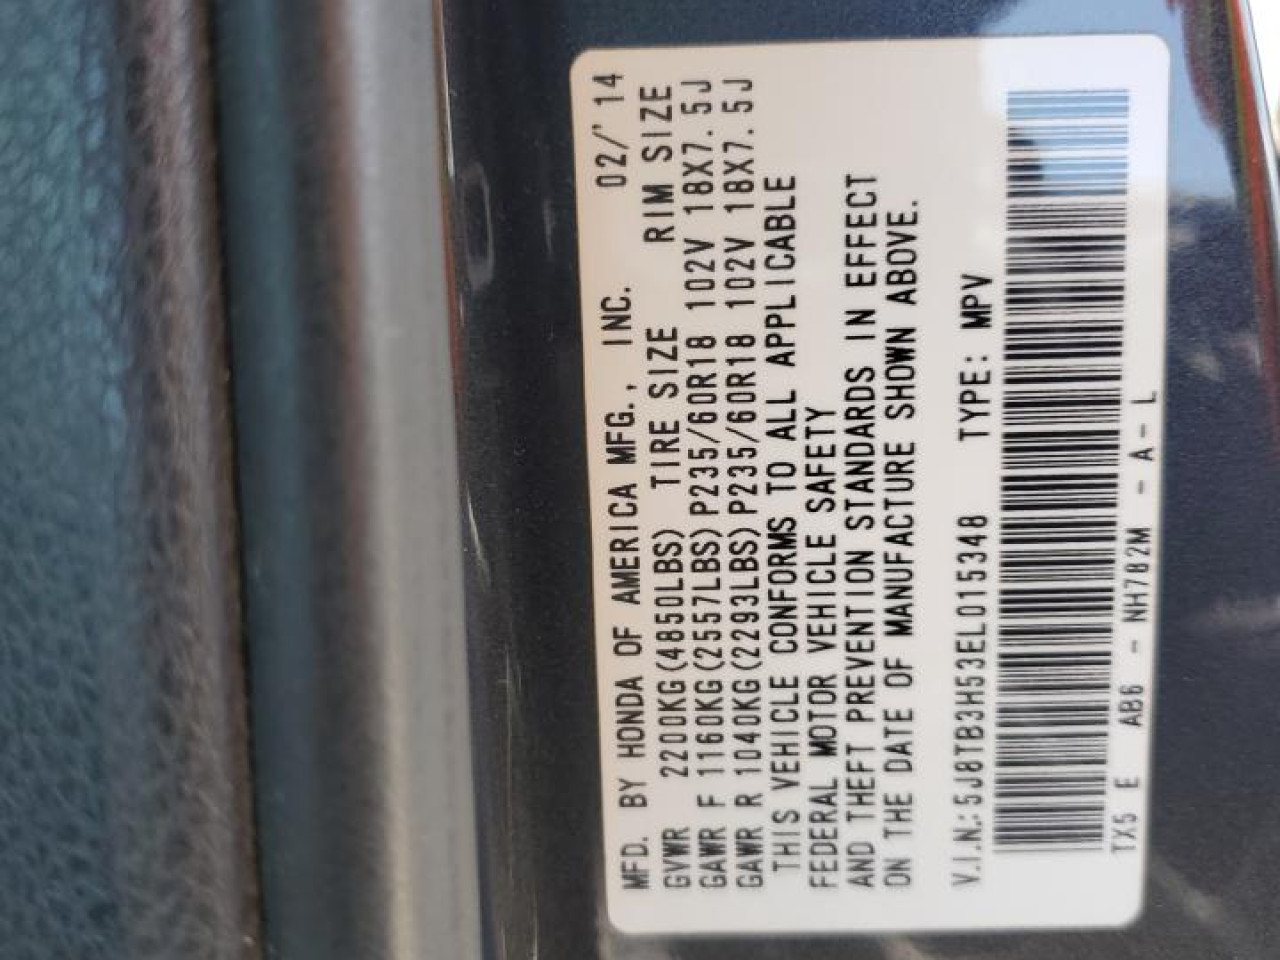 MFD. BY HONDA OF AMERICA MFG., INC. 02/'14
GVWR 2200KG(4850LBS) TIRE SIZE RIM SIZE
GAWR F 1160KG(2557LBS)P235/60R18 102V 18X7.5J
GAWR R 1040KG(2293LBS)P235/60R18 102V 18X7.5J
THIS VEHICLE CONFORMS TO ALL APPLICABLE
FEDERAL MOTOR VEHICLE SAFETY
AND THEFT PREVENTION STANDARDS IN EFFECT
ON THE DATE OF MANUFACTURE SHOWN ABOVE.
V.I.N.:5J8TB3H53EL015348 TYPE: MPV
TX5 E AB6 - NH782M - A- L